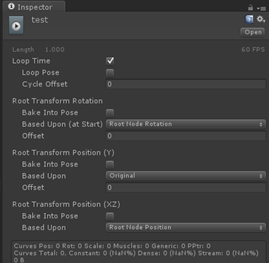 Inspector
test
Open
Length 1.000 60 FPS
Loop Time
Loop Pose
Cycle Offset 0
Root Transform Rotation
Bake Into Pose
Based Upon (at Start) Root Node Rotation
Offset 0
Root Transform Position (Y)
Bake Into Pose
Based Upon Original
Offset 0
Root Transform Position (XZ)
Bake Into Pose
Based Upon Root Node Position
Curves Pos: 0 Rot: 0 Scale: 0 Muscles: 0 Generic: 0 PPtr: 0
Curves Total: 0, Constant: 0 (NaN%) Dense: 0 (NaN%) Stream: 0 (NaN%)
0 B